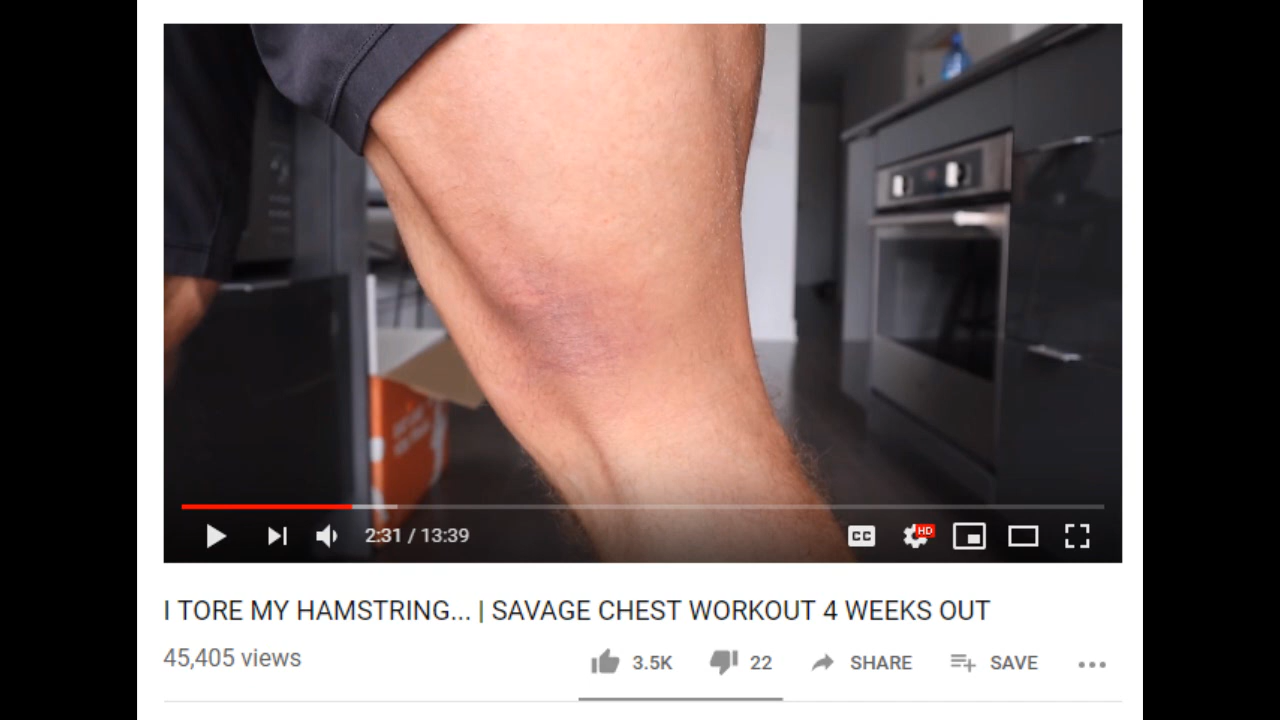 2:31 / 13:39
CC
HD
I TORE MY HAMSTRING... | SAVAGE CHEST WORKOUT 4 WEEKS OUT
45,405 views
3.5K
22
SHARE
SAVE